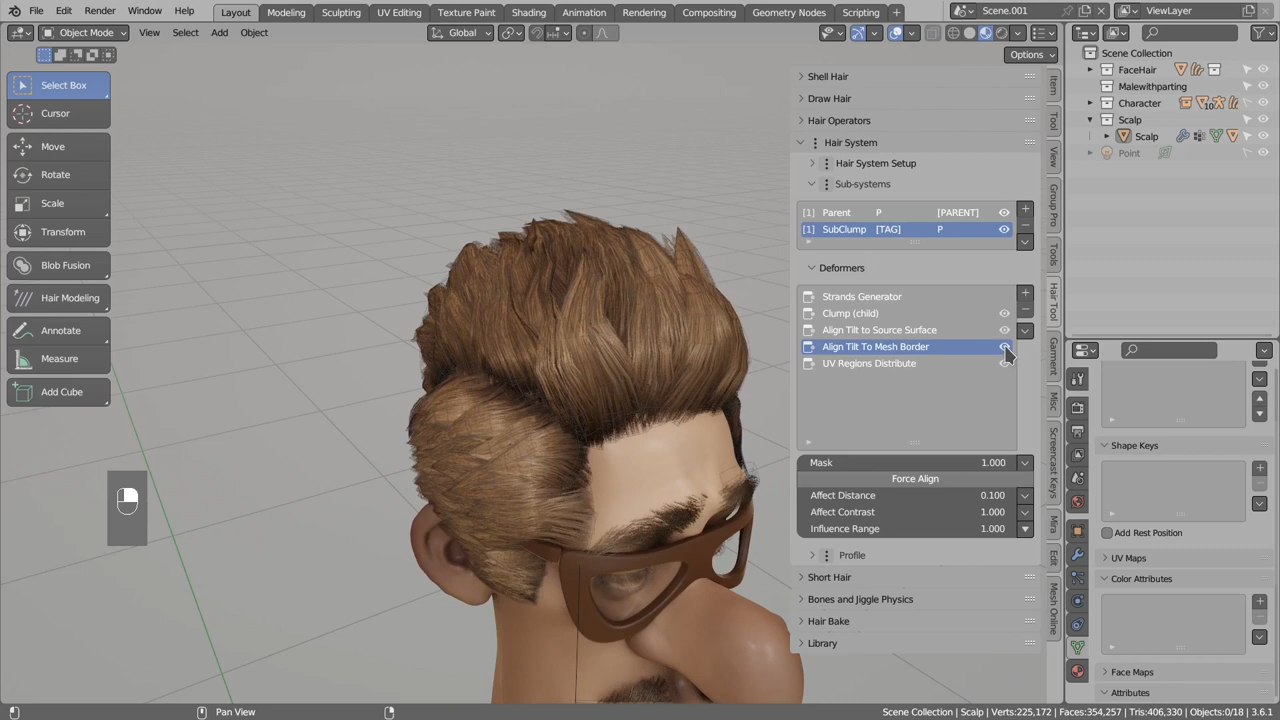 File Edit Render Window Help Layout Modeling Sculpting UV Editing Texture Paint Shading Animation Rendering Compositing Geometry Nodes Scripting + Scene.001 ViewLayer
Object Mode View Select Add Object Global
Options
Select Box
Cursor
Move
Rotate
Scale
Transform
Blob Fusion
Hair Modeling
Annotate
Measure
Add Cube
Shell Hair
Draw Hair
Hair Operators
Hair System
Hair System Setup
Sub-systems
[1] Parent P [PARENT]
[1] SubClump [TAG] P
Deformers
Strands Generator
Clump (child)
Align Tilt to Source Surface
Align Tilt To Mesh Border
UV Regions Distribute
Mask 1.000
Force Align
Affect Distance 0.100
Affect Contrast 1.000
Influence Range 1.000
Profile
Short Hair
Bones and Jiggle Physics
Hair Bake
Library
Item
Tool
View
Group Pro
Tools
Hair Tool
Garment
Misc
Screencast Keys
Mira
Edit
Mesh Online
Scene Collection
FaceHair
Malewithparting
Character 10
Scalp
Scalp
Point
Shape Keys
Add Rest Position
UV Maps
Color Attributes
Face Maps
Attributes
Pan View
Scene Collection | Scalp | Verts:225,172 | Faces:354,257 | Tris:406,330 | Objects:0/18 | 3.6.1